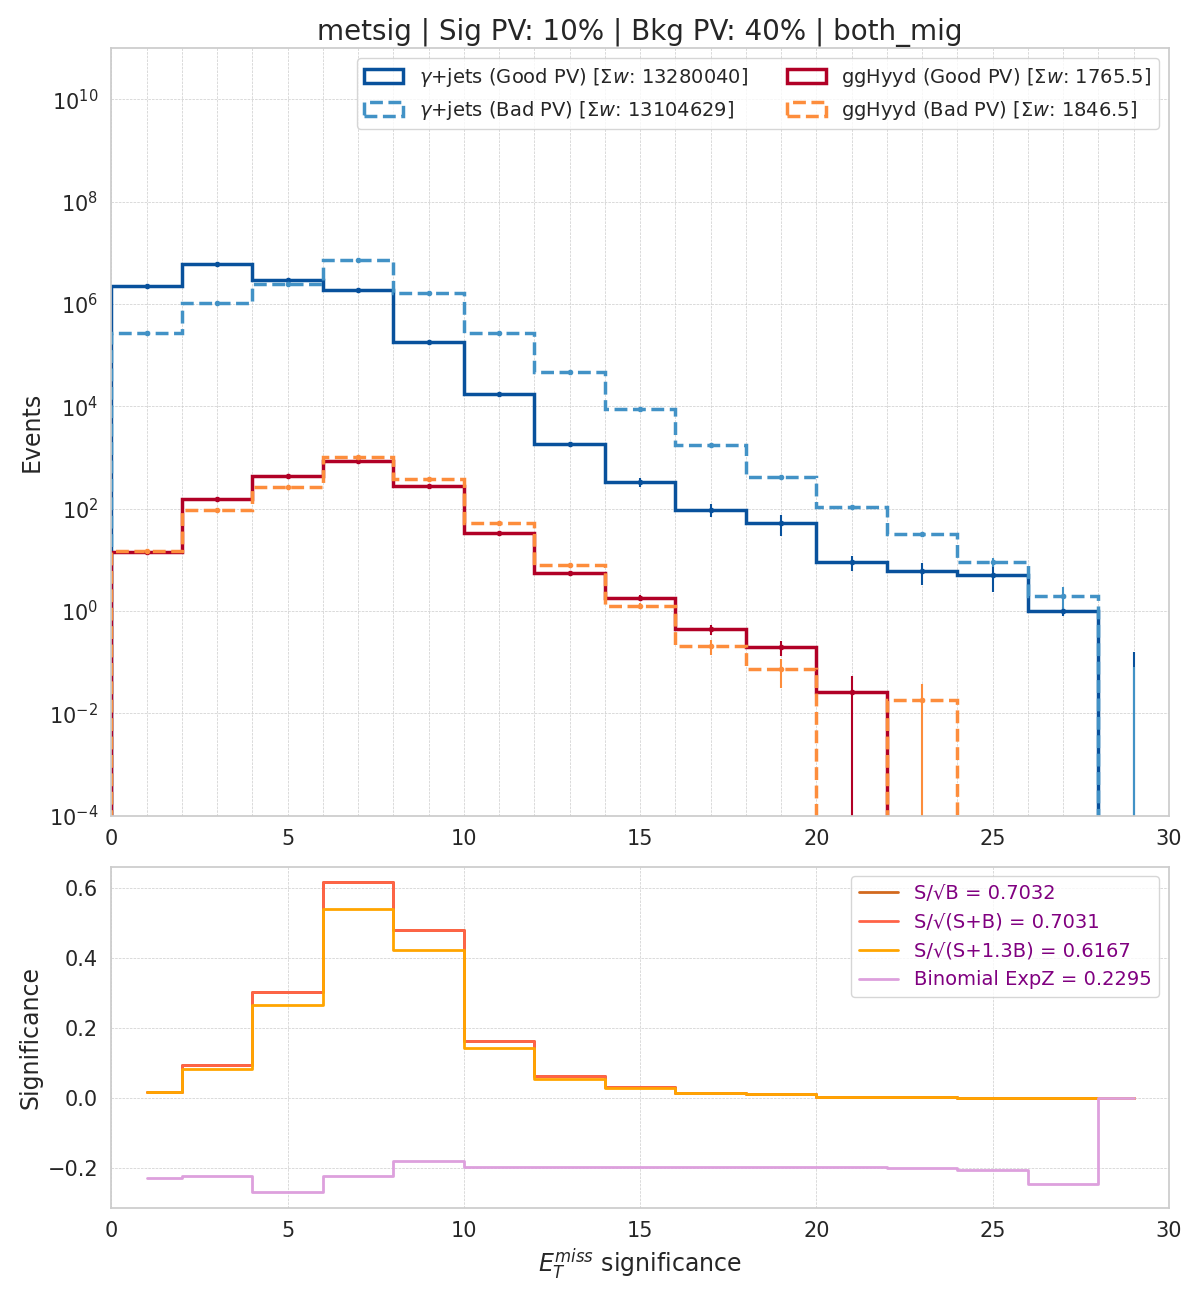 metsig | Sig PV: 10% | Bkg PV: 40% | both_mig
γ+jets (Good PV) [Σw: 13280040]
γ+jets (Bad PV) [Σw: 13104629]
ggHyyd (Good PV) [Σw: 1765.5]
ggHyyd (Bad PV) [Σw: 1846.5]
Events
10^10
10^8
10^6
10^4
10^2
10^0
10^−2
10^−4
0 5 10 15 20 25 30
S/√B = 0.7032
S/√(S+B) = 0.7031
S/√(S+1.3B) = 0.6167
Binomial ExpZ = 0.2295
Significance
0.6
0.4
0.2
0.0
−0.2
0 5 10 15 20 25 30
E_T^miss significance